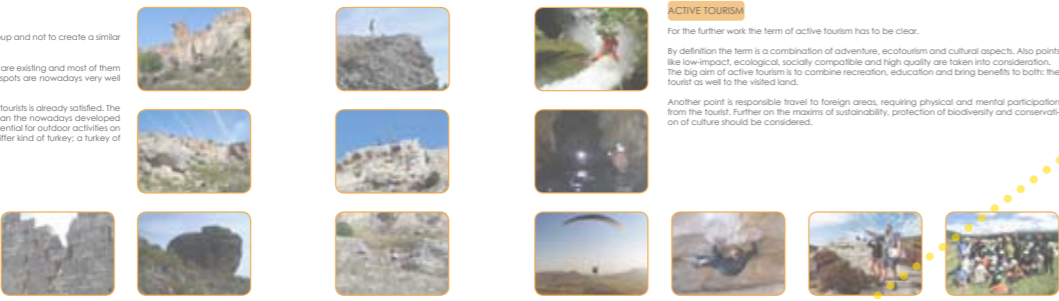 up and not to create a similar
are existing and most of them
spots are nowadays very well
tourists is already satisfied. The
an the nowadays developed
ential for outdoor activities on
iffer kind of turkey; a turkey of
ACTIVE TOURISM
For the further work the term of active tourism has to be clear.
By definition the term is a combination of adventure, ecotourism and cultural aspects. Also points
like low-impact, ecological, socially compatible and high quality are taken into consideration.
The big aim of active tourism is to combine recreation, education and bring benefits to both: the
tourist as well to the visited land.
Another point is responsible travel to foreign areas, requiring physical and mental participation
from the tourist. Further on the maxims of sustainability, protection of biodiversity and conservati-
on of culture should be considered.